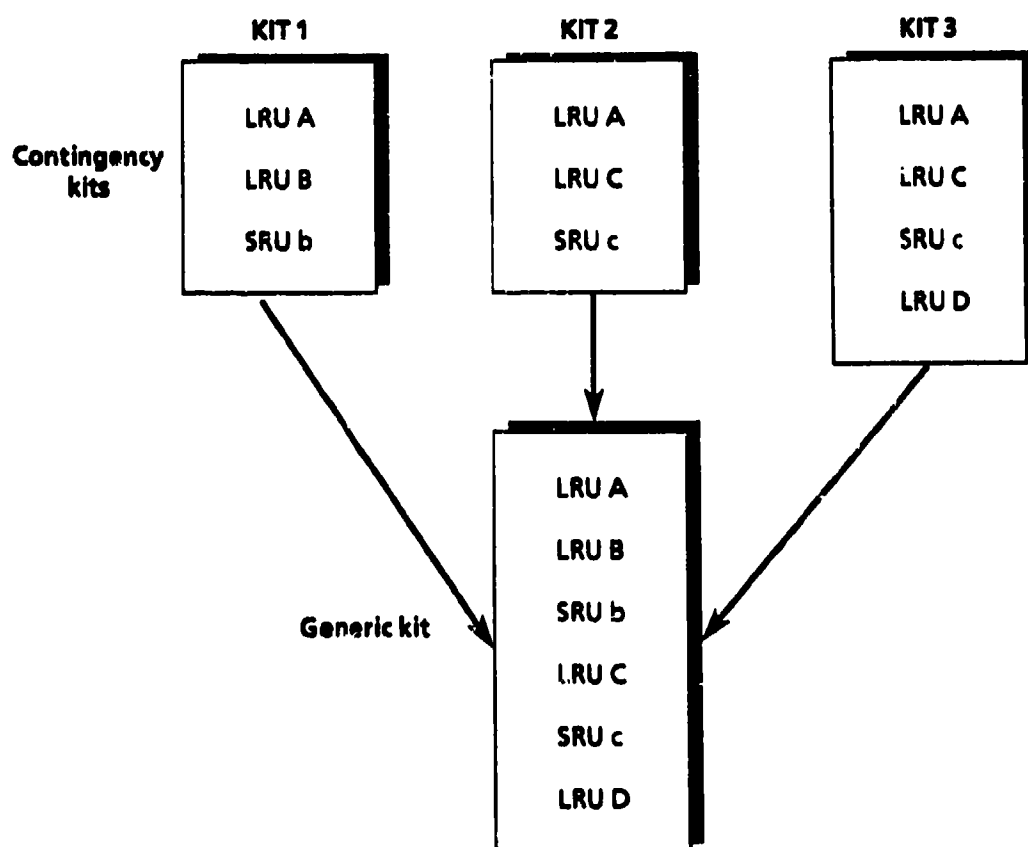 KIT 1
LRU A
LRU B
SRU b
KIT 2
LRU A
LRU C
SRU c
KIT 3
LRU A
LRU C
SRU c
LRU D
Contingency
kits
Generic kit
LRU A
LRU B
SRU b
LRU C
SRU c
LRU D